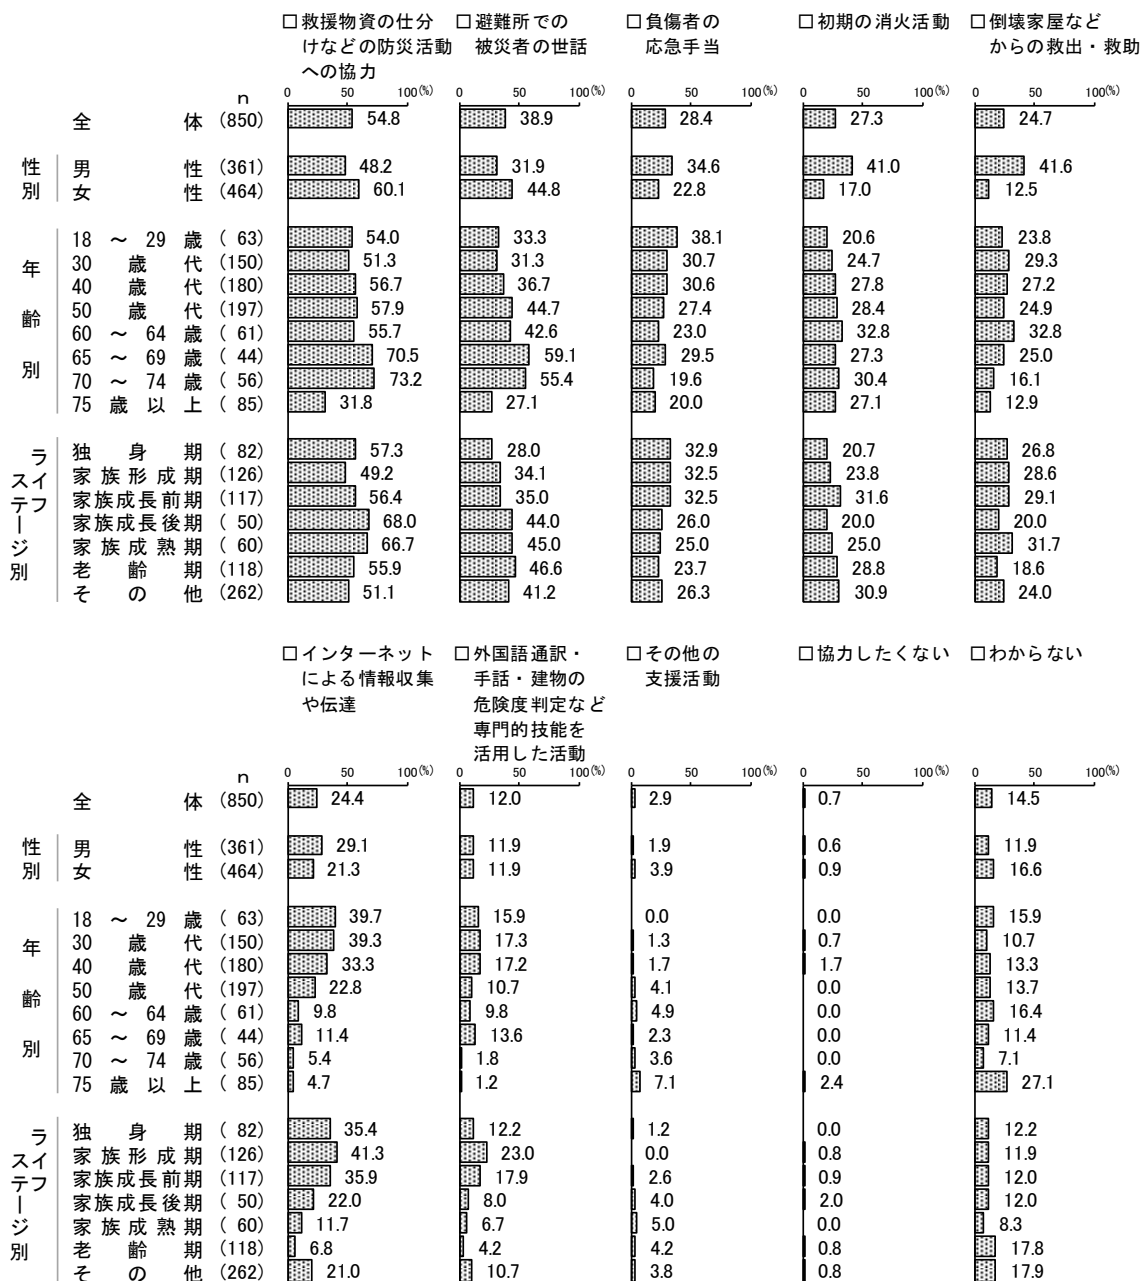 □救援物資の仕分けなどの防災活動への協力
□避難所での被災者の世話
□負傷者の応急手当
□初期の消火活動
□倒壊家屋などからの救出・救助
n 0 50 100(%) 0 50 100(%) 0 50 100(%) 0 50 100(%) 0 50 100(%)
全体 (850) 54.8 38.9 28.4 27.3 24.7
性別
男性 (361) 48.2 31.9 34.6 41.0 41.6
女性 (464) 60.1 44.8 22.8 17.0 12.5
年齢別
18～29歳 (63) 54.0 33.3 38.1 20.6 23.8
30歳代 (150) 51.3 31.3 30.7 24.7 29.3
40歳代 (180) 56.7 36.7 30.6 27.8 27.2
50歳代 (197) 57.9 44.7 27.4 28.4 24.9
60～64歳 (61) 55.7 42.6 23.0 32.8 32.8
65～69歳 (44) 70.5 59.1 29.5 27.3 25.0
70～74歳 (56) 73.2 55.4 19.6 30.4 16.1
75歳以上 (85) 31.8 27.1 20.0 27.1 12.9
ライフステージ別
独身期 (82) 57.3 28.0 32.9 20.7 26.8
家族形成期 (126) 49.2 34.1 32.5 23.8 28.6
家族成長前期 (117) 56.4 35.0 32.5 31.6 29.1
家族成長後期 (50) 68.0 44.0 26.0 20.0 20.0
家族成熟期 (60) 66.7 45.0 25.0 25.0 31.7
老齢期 (118) 55.9 46.6 23.7 28.8 18.6
その他 (262) 51.1 41.2 26.3 30.9 24.0
□インターネットによる情報収集や伝達
□外国語通訳・手話・建物の危険度判定など専門的技能を活用した活動
□その他の支援活動
□協力したくない
□わからない
n 0 50 100(%) 0 50 100(%) 0 50 100(%) 0 50 100(%) 0 50 100(%)
全体 (850) 24.4 12.0 2.9 0.7 14.5
性別
男性 (361) 29.1 11.9 1.9 0.6 11.9
女性 (464) 21.3 11.9 3.9 0.9 16.6
年齢別
18～29歳 (63) 39.7 15.9 0.0 0.0 15.9
30歳代 (150) 39.3 17.3 1.3 0.7 10.7
40歳代 (180) 33.3 17.2 1.7 1.7 13.3
50歳代 (197) 22.8 10.7 4.1 0.0 13.7
60～64歳 (61) 9.8 9.8 4.9 0.0 16.4
65～69歳 (44) 11.4 13.6 2.3 0.0 11.4
70～74歳 (56) 5.4 1.8 3.6 0.0 7.1
75歳以上 (85) 4.7 1.2 7.1 2.4 27.1
ライフステージ別
独身期 (82) 35.4 12.2 1.2 0.0 12.2
家族形成期 (126) 41.3 23.0 0.0 0.8 11.9
家族成長前期 (117) 35.9 17.9 2.6 0.9 12.0
家族成長後期 (50) 22.0 8.0 4.0 2.0 12.0
家族成熟期 (60) 11.7 6.7 5.0 0.0 8.3
老齢期 (118) 6.8 4.2 4.2 0.8 17.8
その他 (262) 21.0 10.7 3.8 0.8 17.9